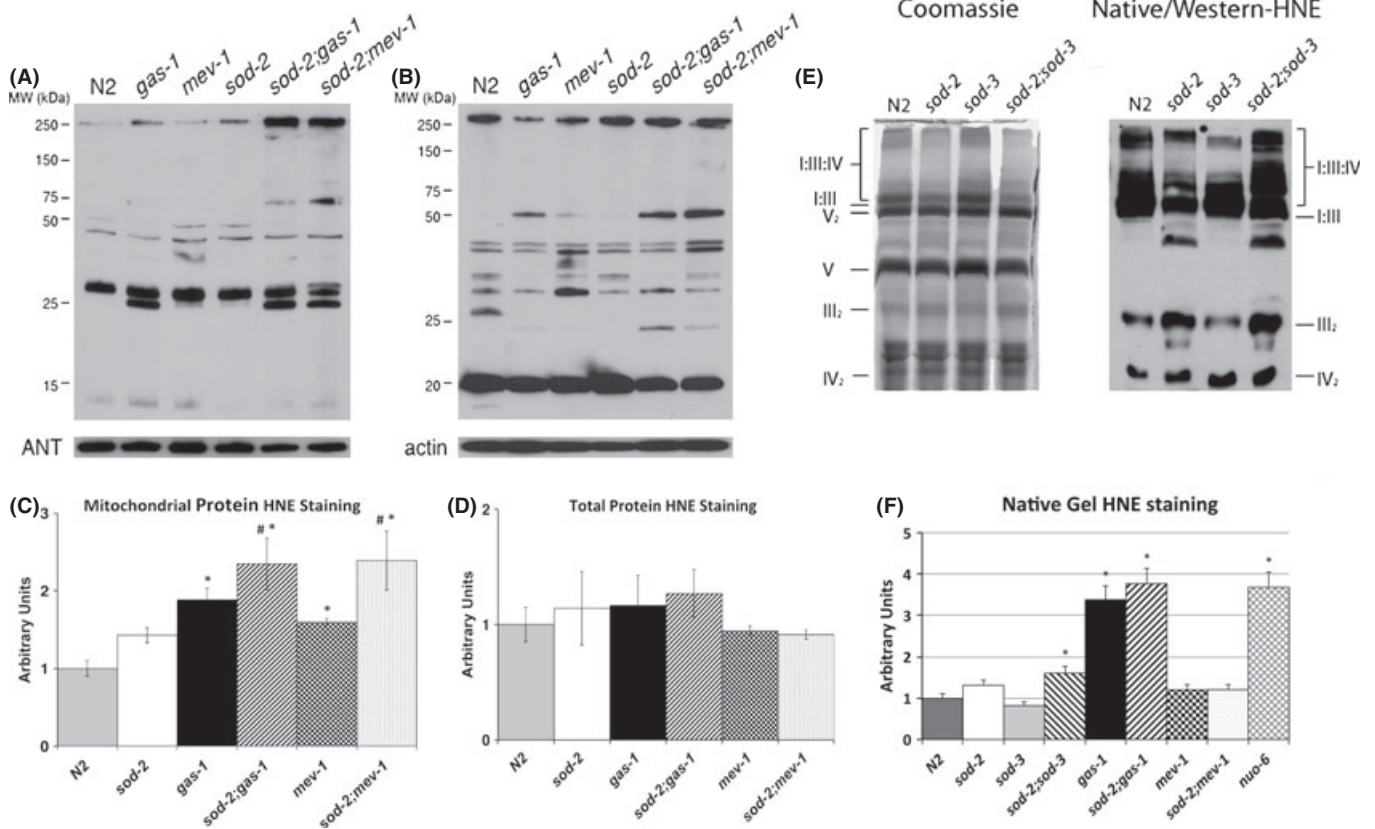 Coomassie
Native/Western-HNE
(A)
N2
gas-1
mev-1
sod-2
sod-2;gas-1
sod-2;mev-1
MW (kDa)
250
150
75
50
25
15
ANT
(B)
N2
gas-1
mev-1
sod-2
sod-2;gas-1
sod-2;mev-1
MW (kDa)
250
150
75
50
25
20
actin
(E)
N2
sod-2
sod-3
sod-2;sod-3
I:III:IV
I:III
V₂
V
III₂
IV₂
N2
sod-2
sod-3
sod-2;sod-3
I:III:IV
I:III
III₂
IV₂
(C)
Mitochondrial Protein HNE Staining
Arbitrary Units
3
2
1
0
*
# *
*
# *
N2
sod-2
gas-1
sod-2;gas-1
mev-1
sod-2;mev-1
(D)
Total Protein HNE Staining
Arbitrary Units
2
1
0
N2
sod-2
gas-1
sod-2;gas-1
mev-1
sod-2;mev-1
(F)
Native Gel HNE staining
Arbitrary Units
5
4
3
2
1
0
*
*
*
*
N2
sod-2
sod-3
sod-2;sod-3
gas-1
sod-2;gas-1
mev-1
sod-2;mev-1
nuo-6